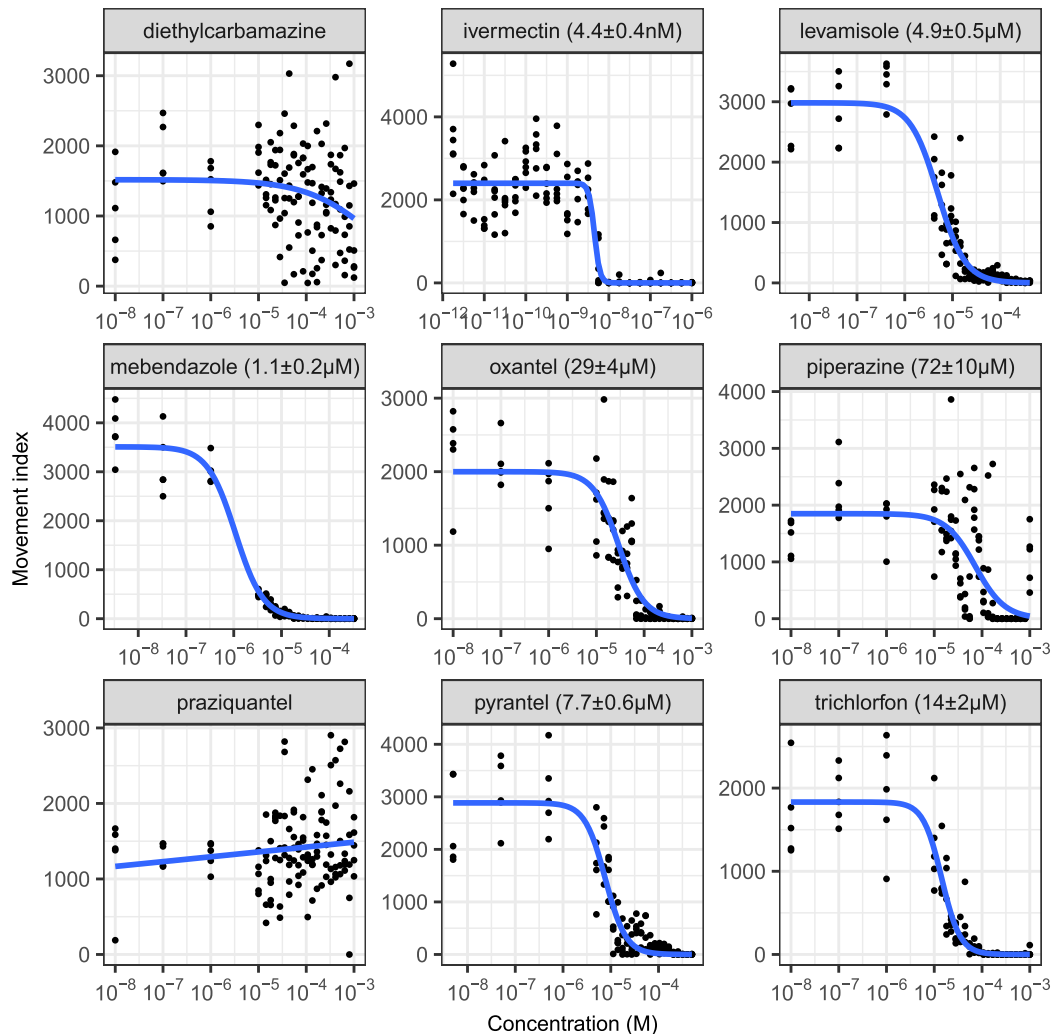 diethylcarbamazine
ivermectin (4.4±0.4nM)
levamisole (4.9±0.5µM)
3000
2000
1000
0
10⁻⁸ 10⁻⁷ 10⁻⁶ 10⁻⁵ 10⁻⁴ 10⁻³
4000
2000
0
10⁻¹² 10⁻¹¹ 10⁻¹⁰ 10⁻⁹ 10⁻⁸ 10⁻⁷ 10⁻⁶
3000
2000
1000
0
10⁻⁸ 10⁻⁷ 10⁻⁶ 10⁻⁵ 10⁻⁴
mebendazole (1.1±0.2µM)
oxantel (29±4µM)
piperazine (72±10µM)
Movement index
4000
3000
2000
1000
0
10⁻⁸ 10⁻⁷ 10⁻⁶ 10⁻⁵ 10⁻⁴
3000
2000
1000
0
10⁻⁸ 10⁻⁷ 10⁻⁶ 10⁻⁵ 10⁻⁴ 10⁻³
4000
3000
2000
1000
0
10⁻⁸ 10⁻⁷ 10⁻⁶ 10⁻⁵ 10⁻⁴ 10⁻³
praziquantel
pyrantel (7.7±0.6µM)
trichlorfon (14±2µM)
3000
2000
1000
0
10⁻⁸ 10⁻⁷ 10⁻⁶ 10⁻⁵ 10⁻⁴ 10⁻³
4000
3000
2000
1000
0
10⁻⁸ 10⁻⁷ 10⁻⁶ 10⁻⁵ 10⁻⁴
2000
1000
0
10⁻⁸ 10⁻⁷ 10⁻⁶ 10⁻⁵ 10⁻⁴ 10⁻³
Concentration (M)